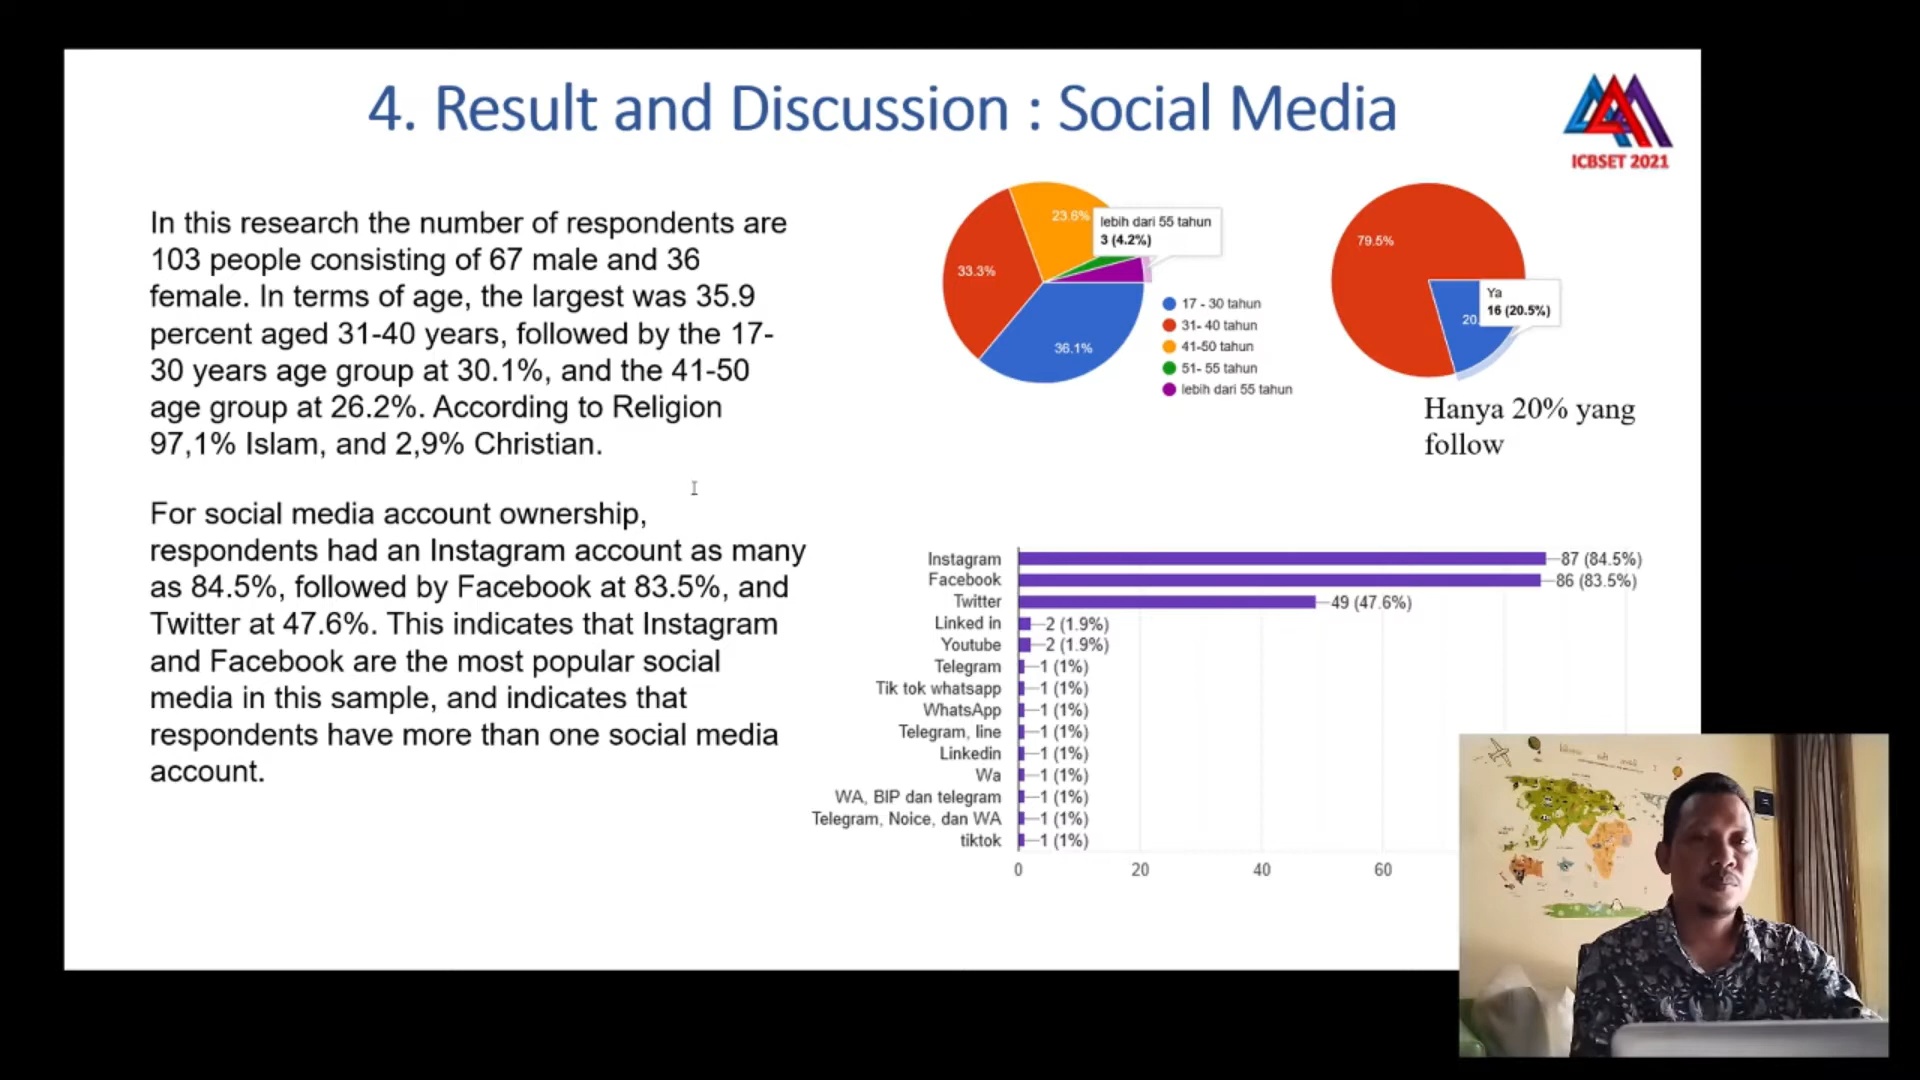 4. Result and Discussion : Social Media
ICBSET 2021
In this research the number of respondents are
103 people consisting of 67 male and 36
female. In terms of age, the largest was 35.9
percent aged 31-40 years, followed by the 17-
30 years age group at 30.1%, and the 41-50
age group at 26.2%. According to Religion
97,1% Islam, and 2,9% Christian.
For social media account ownership,
respondents had an Instagram account as many
as 84.5%, followed by Facebook at 83.5%, and
Twitter at 47.6%. This indicates that Instagram
and Facebook are the most popular social
media in this sample, and indicates that
respondents have more than one social media
account.
23.6%
lebih dari 55 tahun
3 (4.2%)
33.3%
36.1%
17 - 30 tahun
31- 40 tahun
41-50 tahun
51- 55 tahun
lebih dari 55 tahun
79.5%
Ya
16 (20.5%)
20.
Hanya 20% yang
follow
Instagram 87 (84.5%)
Facebook 86 (83.5%)
Twitter 49 (47.6%)
Linked in 2 (1.9%)
Youtube 2 (1.9%)
Telegram 1 (1%)
Tik tok whatsapp 1 (1%)
WhatsApp 1 (1%)
Telegram, line 1 (1%)
Linkedin 1 (1%)
Wa 1 (1%)
WA, BIP dan telegram 1 (1%)
Telegram, Noice, dan WA 1 (1%)
tiktok 1 (1%)
0 20 40 60